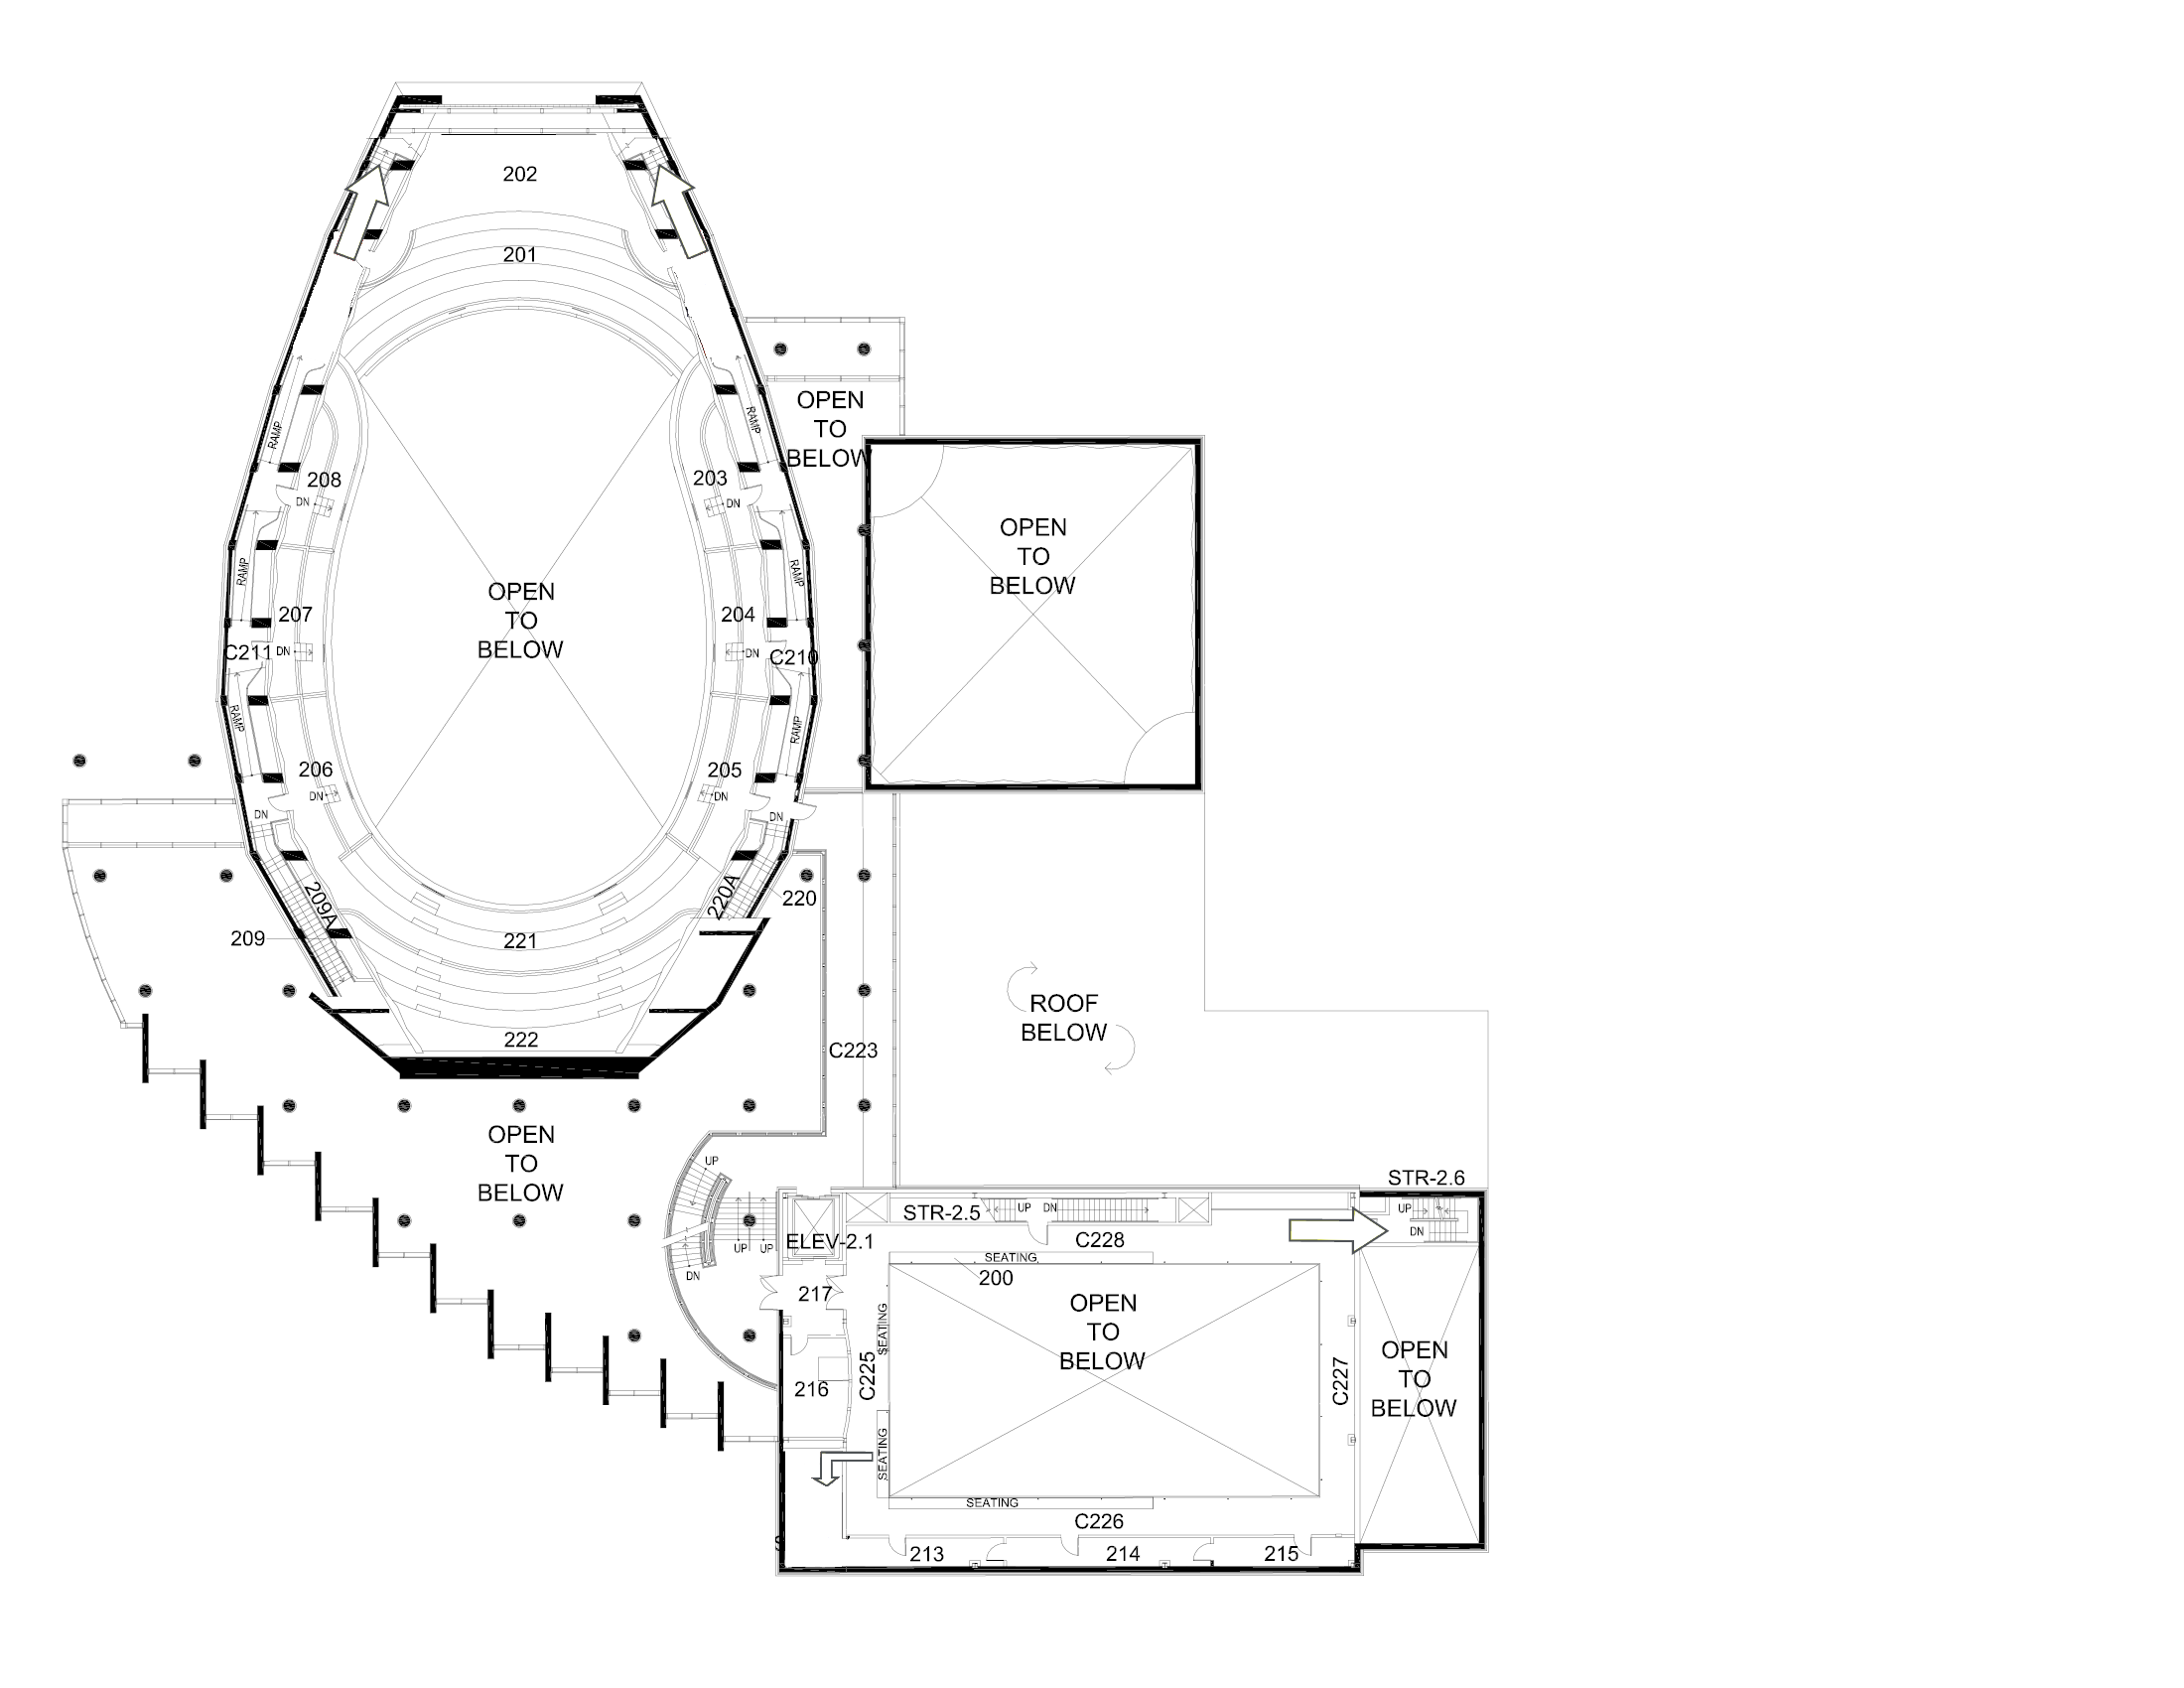 202
201
OPEN
TO
BELOW
RAMP
RAMP
208
203
DN
DN
OPEN
TO
BELOW
RAMP
RAMP
OPEN
TO
BELOW
207
204
C211
DN
DN
C210
RAMP
RAMP
206
205
DN
DN
DN
DN
209A
220A
220
209
221
222
C223
ROOF
BELOW
OPEN
TO
BELOW
UP
UP
UP
DN
STR-2.6
STR-2.5
UP
DN
UP
DN
ELEV-2.1
C228
SEATING
200
217
SEATING
OPEN
TO
BELOW
C225
C227
OPEN
TO
BELOW
216
SEATING
SEATING
C226
213
214
215